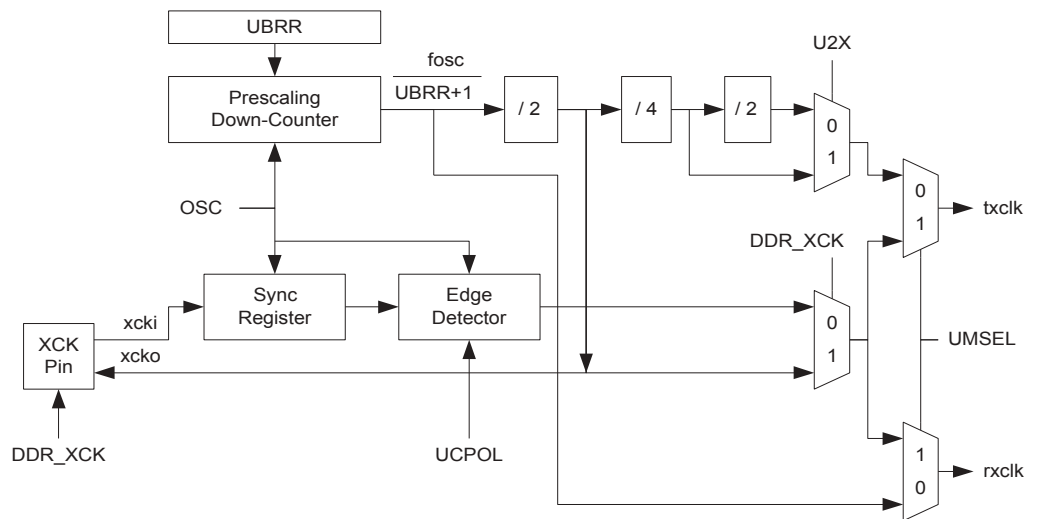 UBRR
Prescaling
Down-Counter
fosc
UBRR+1
/ 2
/ 4
/ 2
U2X
0
1
OSC
0
1
txclk
DDR_XCK
Sync
Register
Edge
Detector
0
1
UMSEL
xcki
xcko
XCK
Pin
DDR_XCK
UCPOL
1
0
rxclk